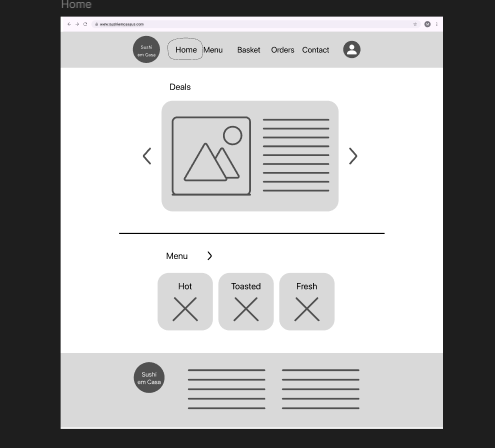 Home
www.sushiemcasajus.com
Sushi
em Casa
Home Menu Basket Orders Contact
Deals
Menu
Hot Toasted Fresh
Sushi
em Casa